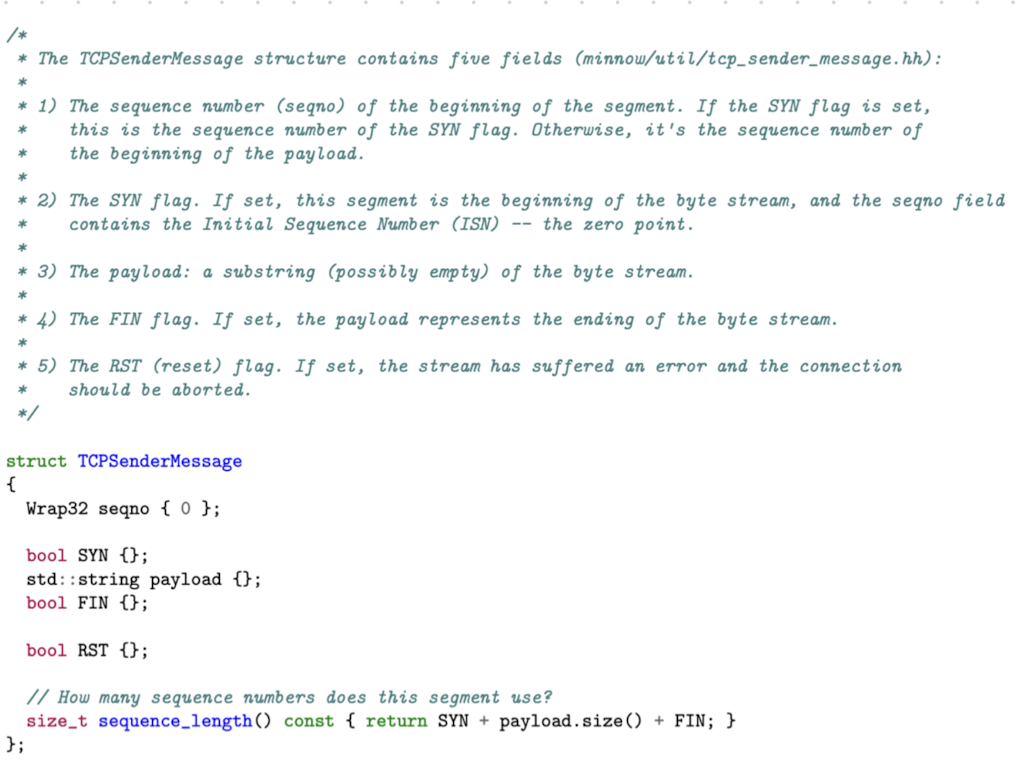 /*
 * The TCPSenderMessage structure contains five fields (minnow/util/tcp_sender_message.hh):
 *
 * 1) The sequence number (seqno) of the beginning of the segment. If the SYN flag is set,
 *    this is the sequence number of the SYN flag. Otherwise, it's the sequence number of
 *    the beginning of the payload.
 *
 * 2) The SYN flag. If set, this segment is the beginning of the byte stream, and the seqno field
 *    contains the Initial Sequence Number (ISN) -- the zero point.
 *
 * 3) The payload: a substring (possibly empty) of the byte stream.
 *
 * 4) The FIN flag. If set, the payload represents the ending of the byte stream.
 *
 * 5) The RST (reset) flag. If set, the stream has suffered an error and the connection
 *    should be aborted.
 */
struct TCPSenderMessage
{
  Wrap32 seqno { 0 };
  bool SYN {};
  std::string payload {};
  bool FIN {};
  bool RST {};
  // How many sequence numbers does this segment use?
  size_t sequence_length() const { return SYN + payload.size() + FIN; }
};